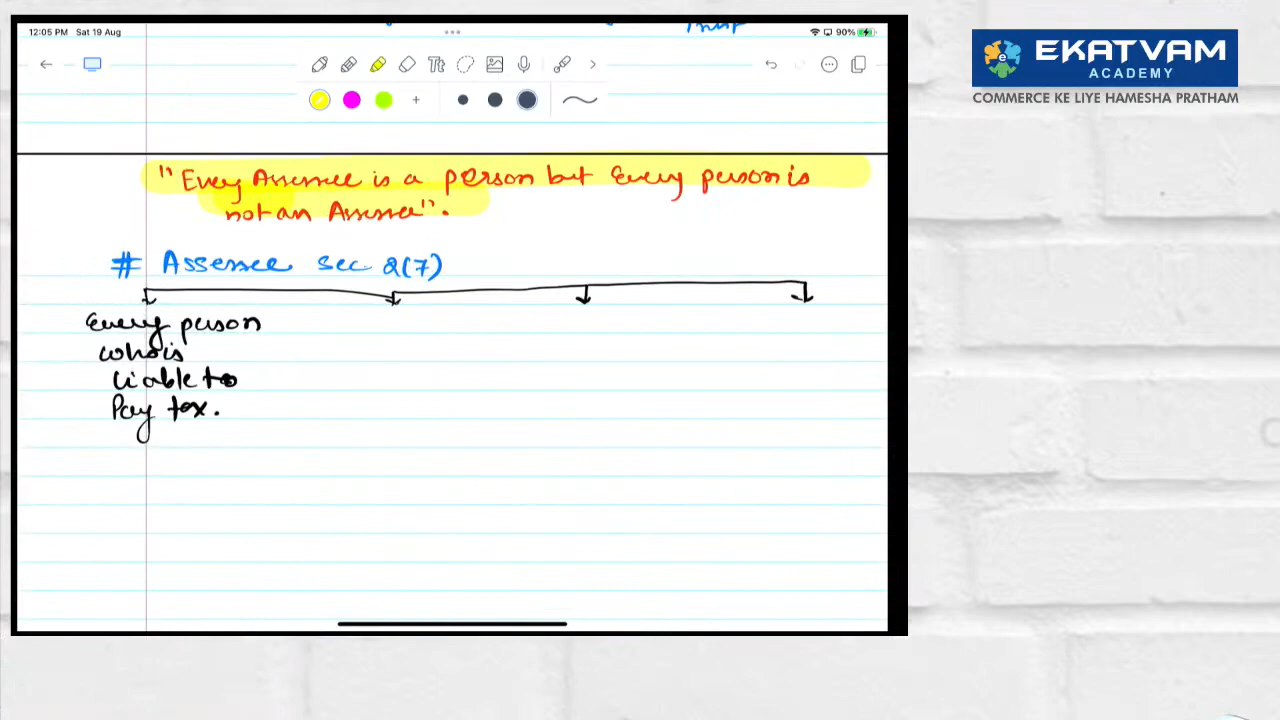 12:05 PM Sat 19 Aug
90%
EKATVAM
ACADEMY
COMMERCE KE LIYE HAMESHA PRATHAM
"Every Assessee is a person but Every person is
not an Assessee".
# Assessee sec 2(7)
Every person
who is
liable to
Pay tax.